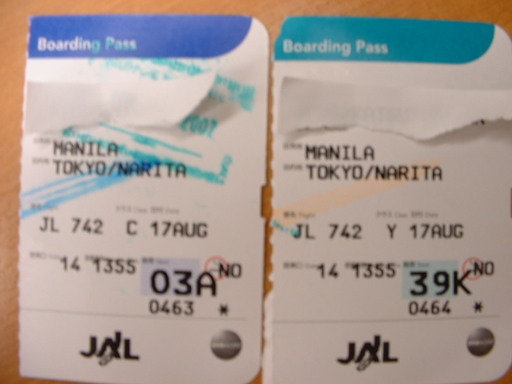 Boarding Pass
2007
MANILA
TOKYO/NARITA
JL 742 C 17AUG
14 1355 03A NO
0463 *
JAL
Boarding Pass
MANILA
TOKYO/NARITA
JL 742 Y 17AUG
14 1355 39K NO
0464 *
JAL